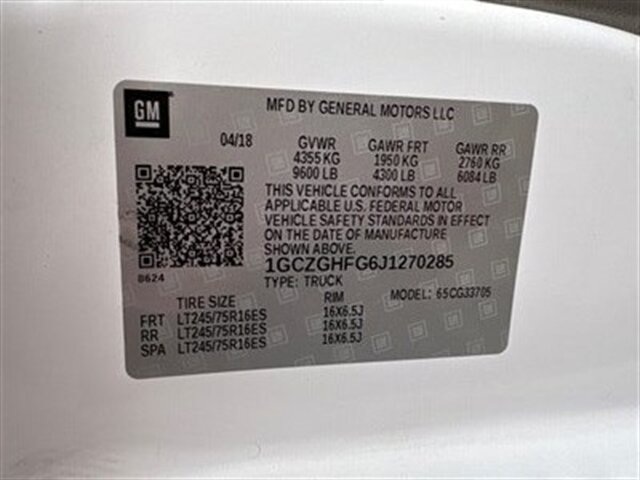 GM
MFD BY GENERAL MOTORS LLC
04/18 GVWR GAWR FRT GAWR RR
4355 KG 1950 KG 2760 KG
9600 LB 4300 LB 6084 LB
THIS VEHICLE CONFORMS TO ALL
APPLICABLE U.S. FEDERAL MOTOR
VEHICLE SAFETY STANDARDS IN EFFECT
ON THE DATE OF MANUFACTURE
SHOWN ABOVE.
1GCZGHFG6J1270285
8624
TYPE: TRUCK MODEL: 65CG33705
TIRE SIZE RIM
FRT LT245/75R16ES 16X6.5J
RR LT245/75R16ES 16X6.5J
SPA LT245/75R16ES 16X6.5J